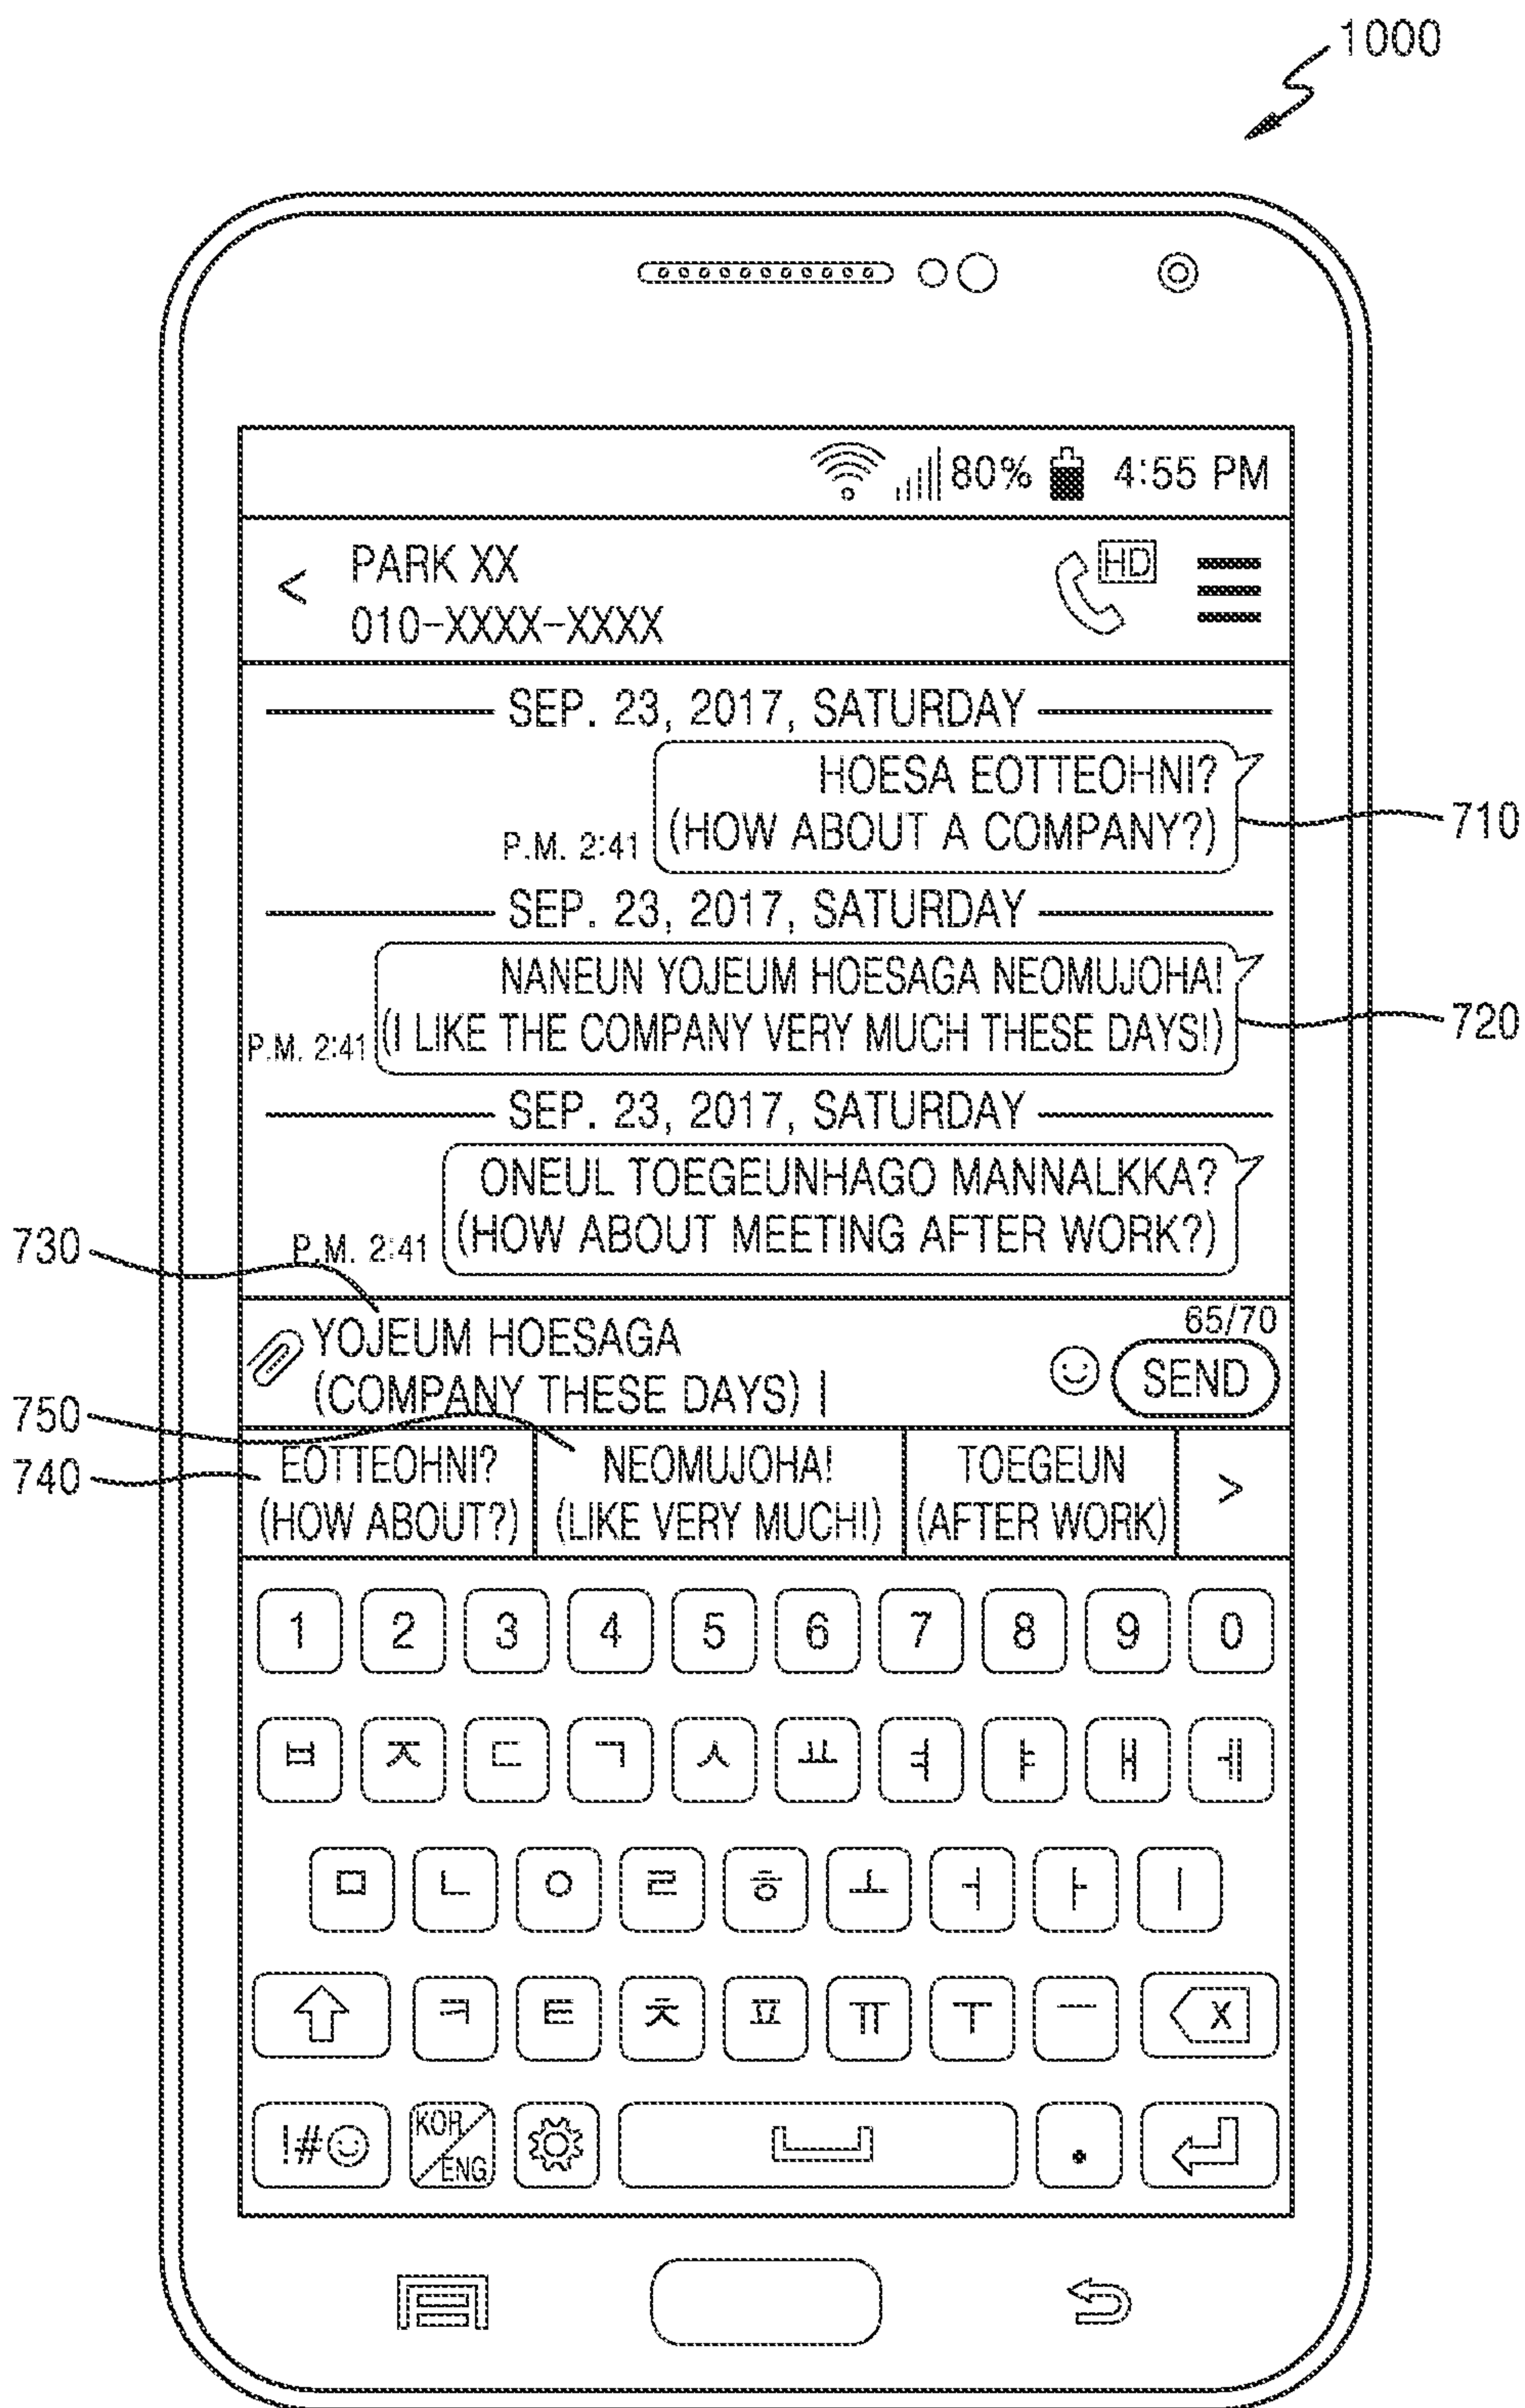 1000
80% 4:55 PM
< PARK XX
010-XXXX-XXXX
HD
SEP. 23, 2017, SATURDAY
HOESA EOTTEOHNI?
(HOW ABOUT A COMPANY?)
P.M. 2:41
710
SEP. 23, 2017, SATURDAY
NANEUN YOJEUM HOESAGA NEOMUJOHA!
(I LIKE THE COMPANY VERY MUCH THESE DAYS!)
P.M. 2:41
720
SEP. 23, 2017, SATURDAY
ONEUL TOEGEUNHAGO MANNALKKA?
(HOW ABOUT MEETING AFTER WORK?)
P.M. 2:41
730
YOJEUM HOESAGA
(COMPANY THESE DAYS)
65/70
SEND
750
740
EOTTEOHNI?
(HOW ABOUT?)
NEOMUJOHA!
(LIKE VERY MUCH!)
TOEGEUN
(AFTER WORK)
>
1 2 3 4 5 6 7 8 9 0
ㅂ ㅈ ㄷ ㄱ ㅅ ㅛ ㅕ ㅑ ㅐ ㅔ
ㅁ ㄴ ㅇ ㄹ ㅎ ㅗ ㅓ ㅏ ㅣ
ㅋ ㅌ ㅊ ㅍ ㅠ ㅜ ㅡ X
!#☺ KOR/ENG .